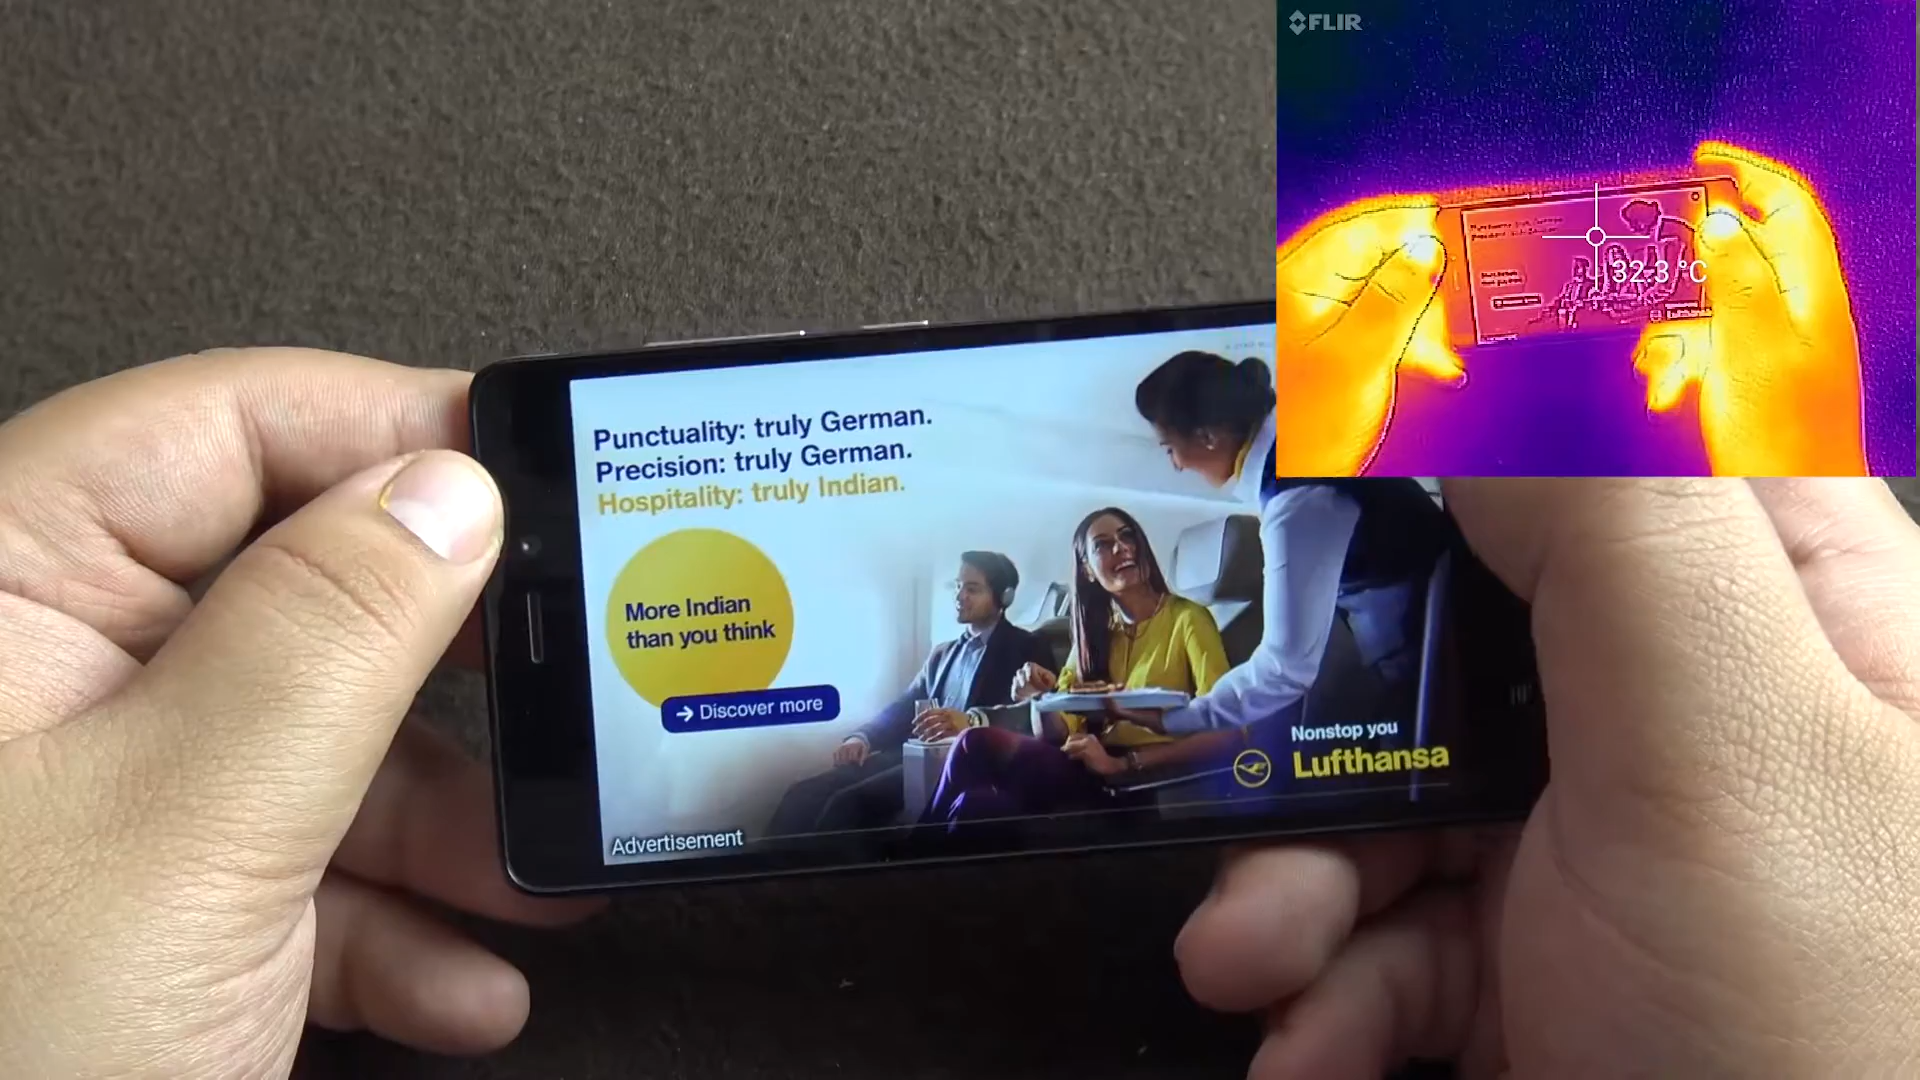 FLIR
32.3 °C
Lufthansa
Punctuality: truly German.
Precision: truly German.
Hospitality: truly Indian.
More Indian
than you think
→ Discover more
Nonstop you
Lufthansa
Advertisement